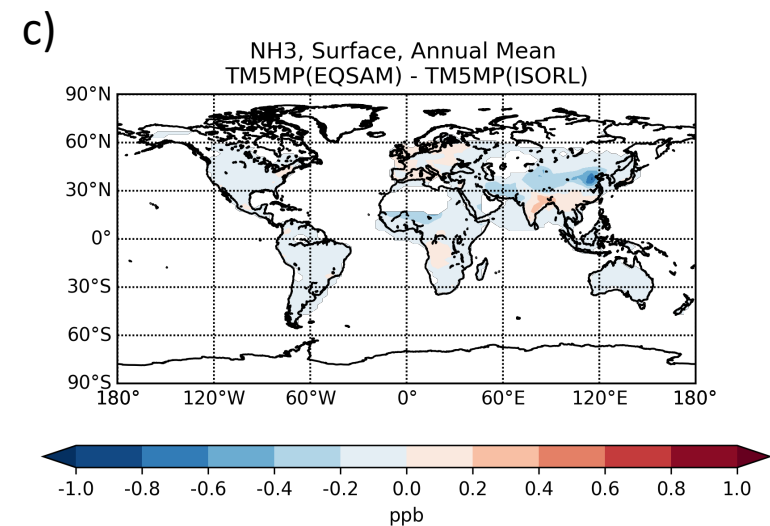 c)
NH3, Surface, Annual Mean
TM5MP(EQSAM) - TM5MP(ISORL)
90°N
60°N
30°N
0°
30°S
60°S
90°S
180° 120°W 60°W 0° 60°E 120°E 180°
-1.0 -0.8 -0.6 -0.4 -0.2 0.0 0.2 0.4 0.6 0.8 1.0
ppb